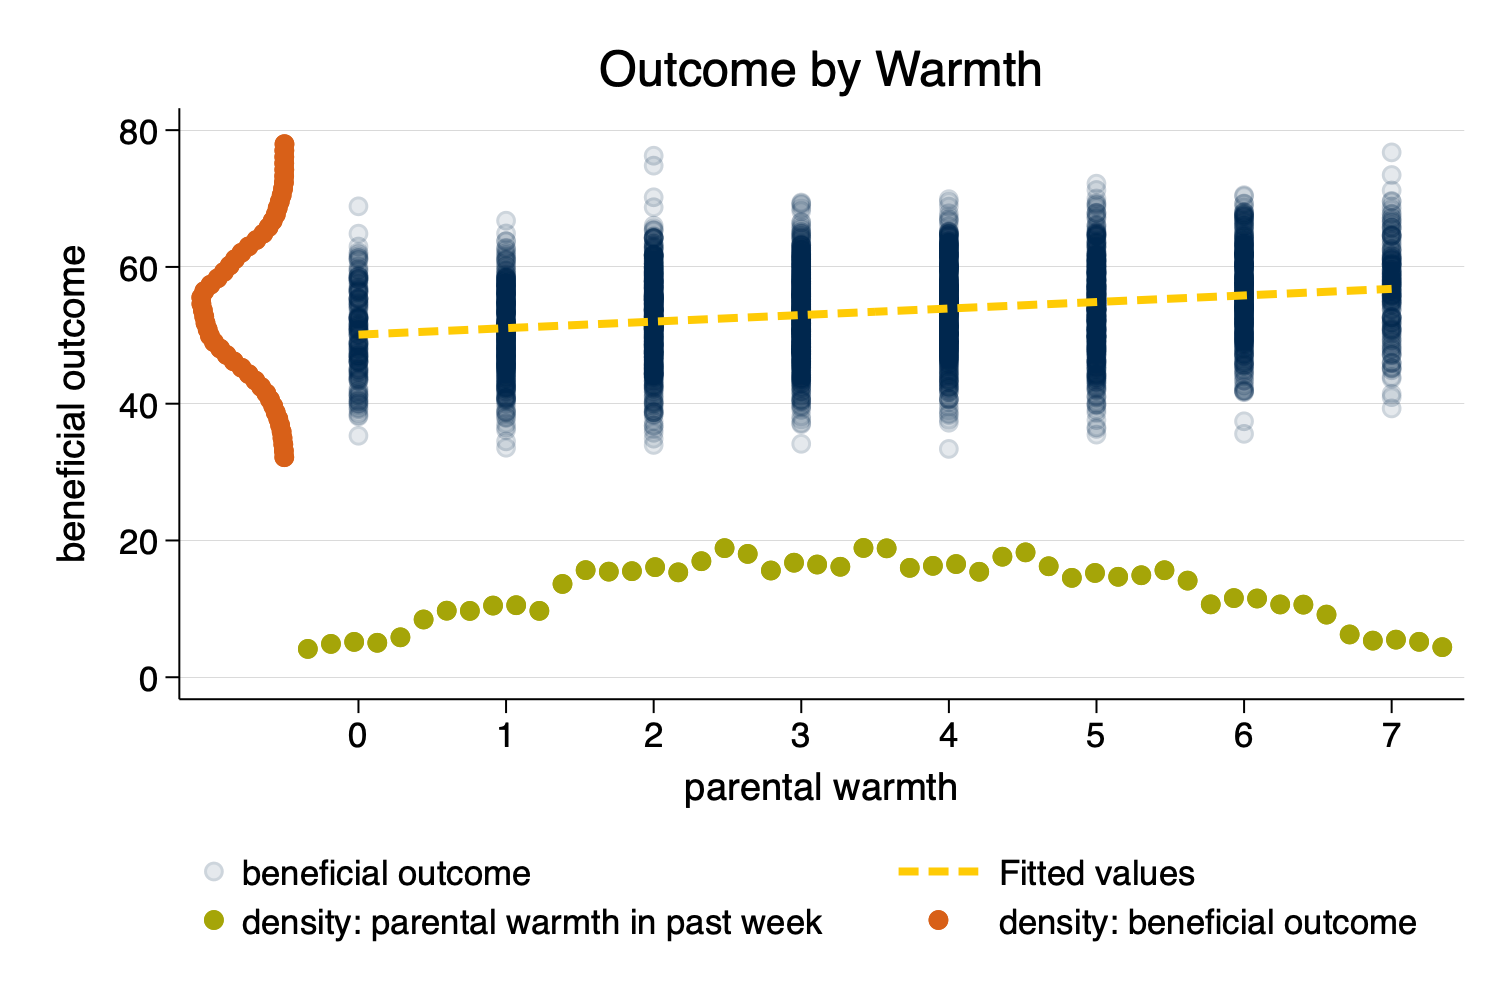 Outcome by Warmth
80
60
40
20
0
beneficial outcome
0 1 2 3 4 5 6 7
parental warmth
beneficial outcome
Fitted values
density: parental warmth in past week
density: beneficial outcome